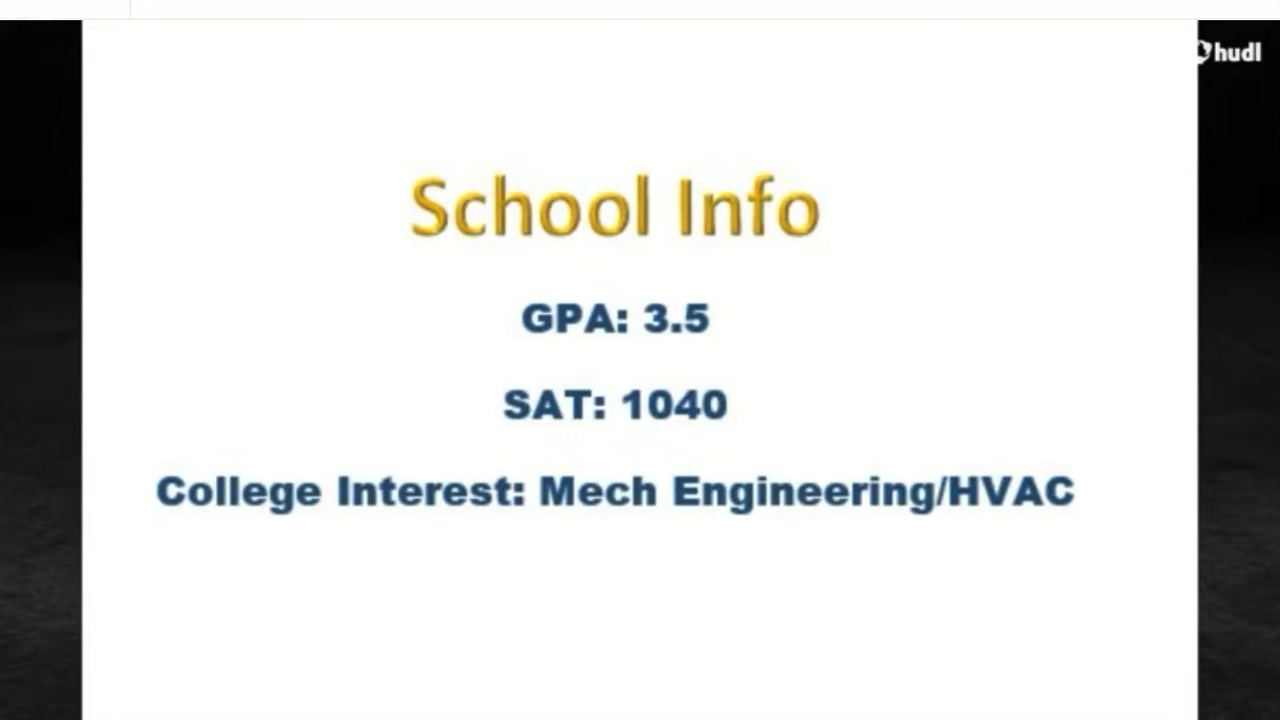 hudl
School Info
GPA: 3.5
SAT: 1040
College Interest: Mech Engineering/HVAC